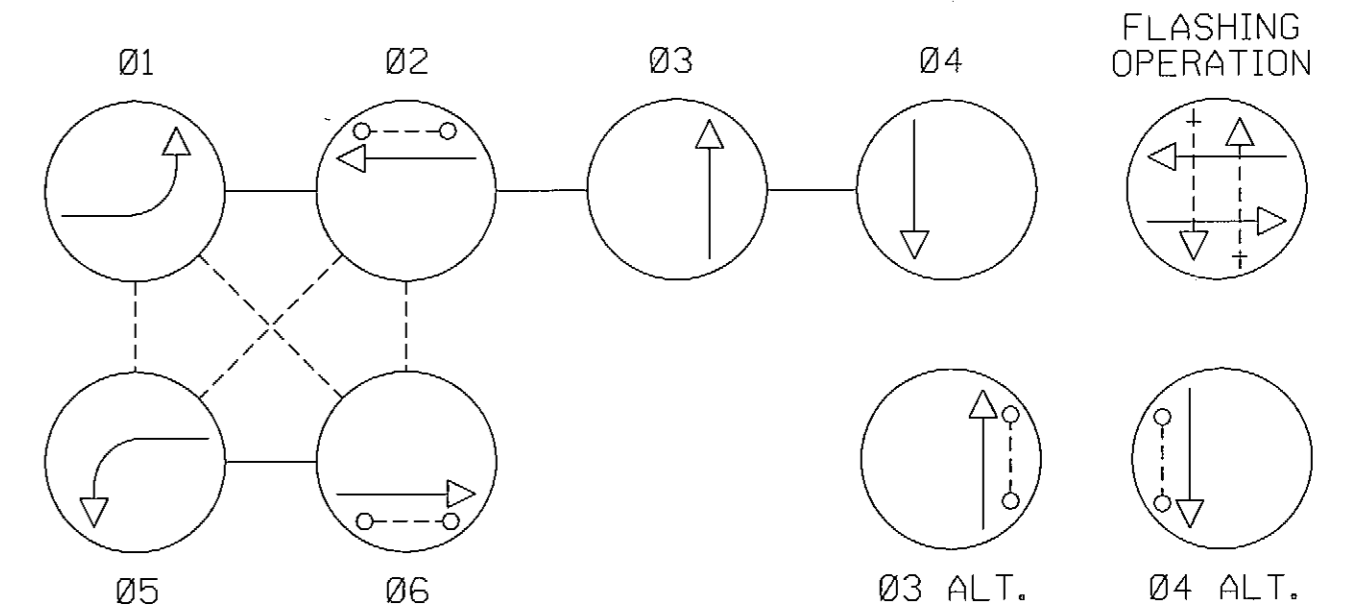 FLASHING
OPERATION
Ø1
Ø2
Ø3
Ø4
Ø5
Ø6
Ø3 ALT.
Ø4 ALT.